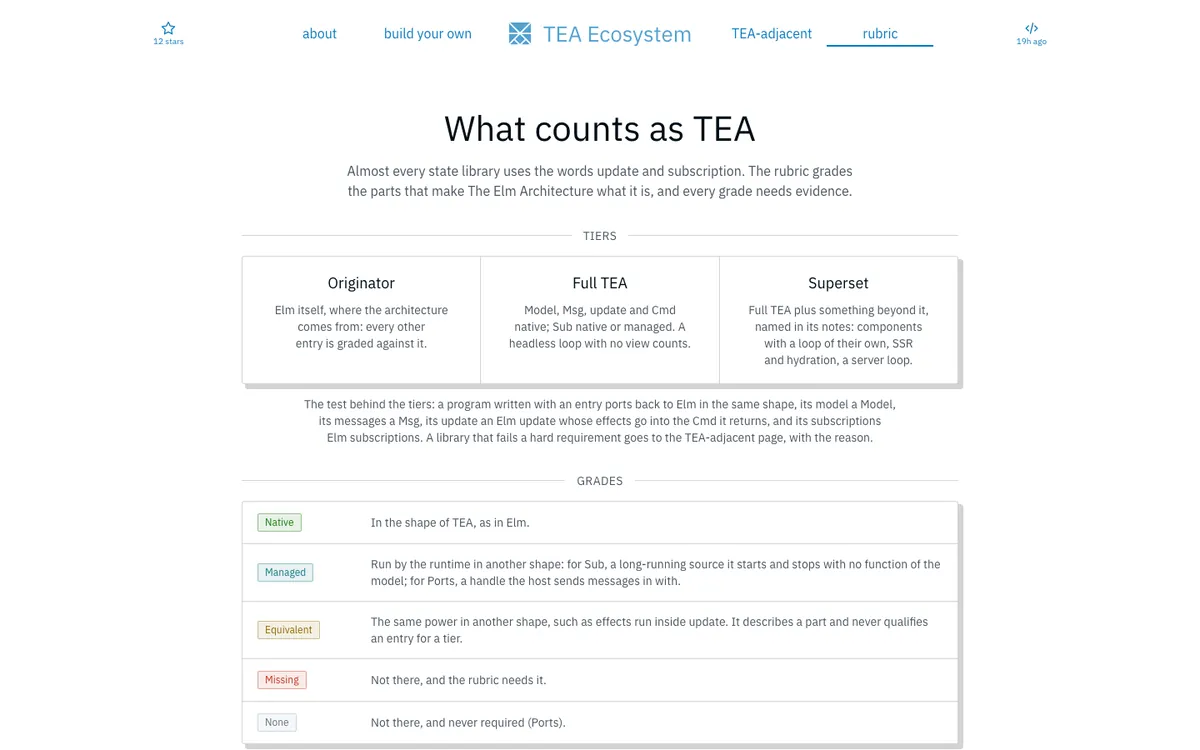 12 stars
about
build your own
TEA Ecosystem
TEA-adjacent
rubric
19h ago
What counts as TEA
Almost every state library uses the words update and subscription. The rubric grades
the parts that make The Elm Architecture what it is, and every grade needs evidence.
TIERS
Originator
Elm itself, where the architecture
comes from: every other
entry is graded against it.
Full TEA
Model, Msg, update and Cmd
native; Sub native or managed. A
headless loop with no view counts.
Superset
Full TEA plus something beyond it,
named in its notes: components
with a loop of their own, SSR
and hydration, a server loop.
The test behind the tiers: a program written with an entry ports back to Elm in the same shape, its model a Model,
its messages a Msg, its update an Elm update whose effects go into the Cmd it returns, and its subscriptions
Elm subscriptions. A library that fails a hard requirement goes to the TEA-adjacent page, with the reason.
GRADES
Native
In the shape of TEA, as in Elm.
Managed
Run by the runtime in another shape: for Sub, a long-running source it starts and stops with no function of the
model; for Ports, a handle the host sends messages in with.
Equivalent
The same power in another shape, such as effects run inside update. It describes a part and never qualifies
an entry for a tier.
Missing
Not there, and the rubric needs it.
None
Not there, and never required (Ports).